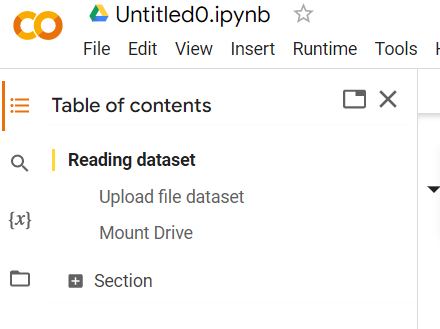 Untitled0.ipynb
File Edit View Insert Runtime Tools H
Table of contents
Reading dataset
Upload file dataset
{x}
Mount Drive
Section